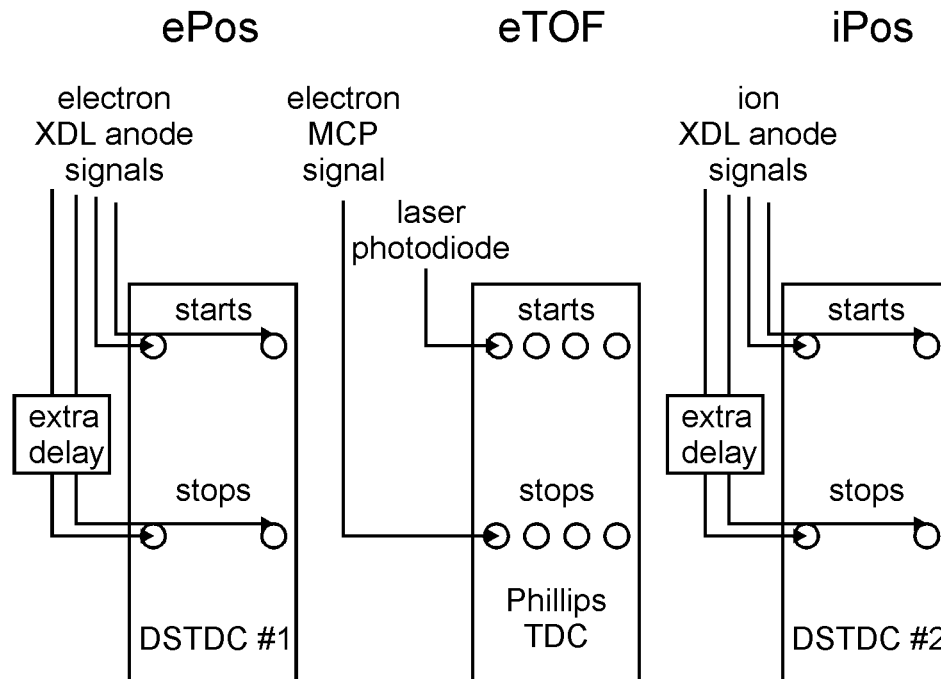 ePos
eTOF
iPos
electron
XDL anode
signals
electron
MCP
signal
laser
photodiode
ion
XDL anode
signals
starts
starts
starts
extra
delay
extra
delay
stops
stops
stops
DSTDC #1
Phillips
TDC
DSTDC #2